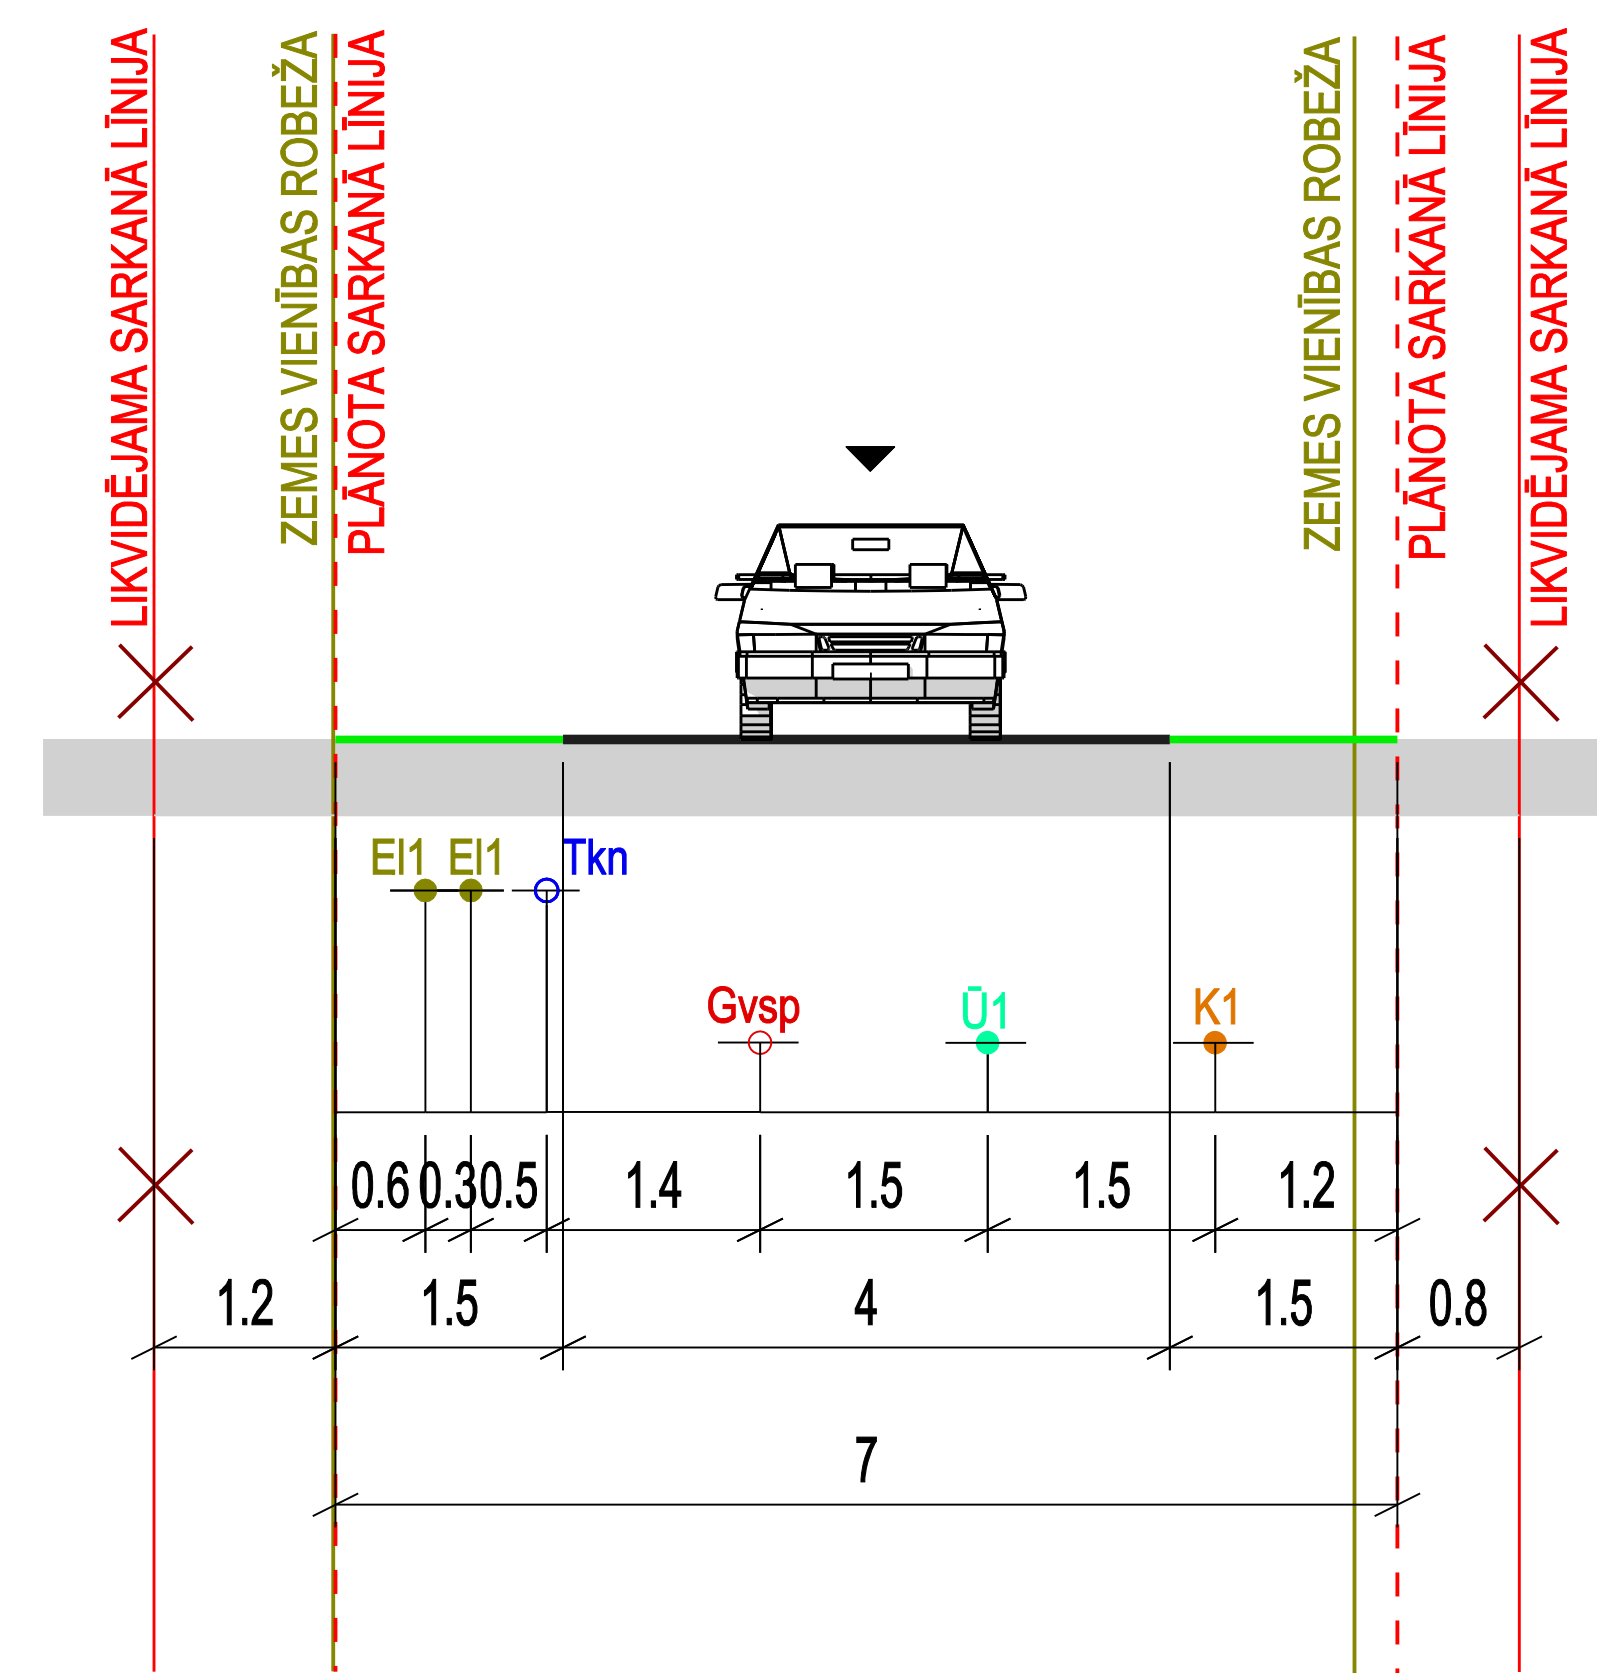 LIKVIDĒJAMA SARKANĀ LĪNIJA
ZEMES VIENĪBAS ROBEŽA
PLĀNOTA SARKANĀ LĪNIJA
ZEMES VIENĪBAS ROBEŽA
PLĀNOTA SARKANĀ LĪNIJA
LIKVIDĒJAMA SARKANĀ LĪNIJA
El1 El1 Tkn
Gvsp Ū1 K1
0.6 0.3 0.5 1.4 1.5 1.5 1.2
1.2 1.5 4 1.5 0.8
7